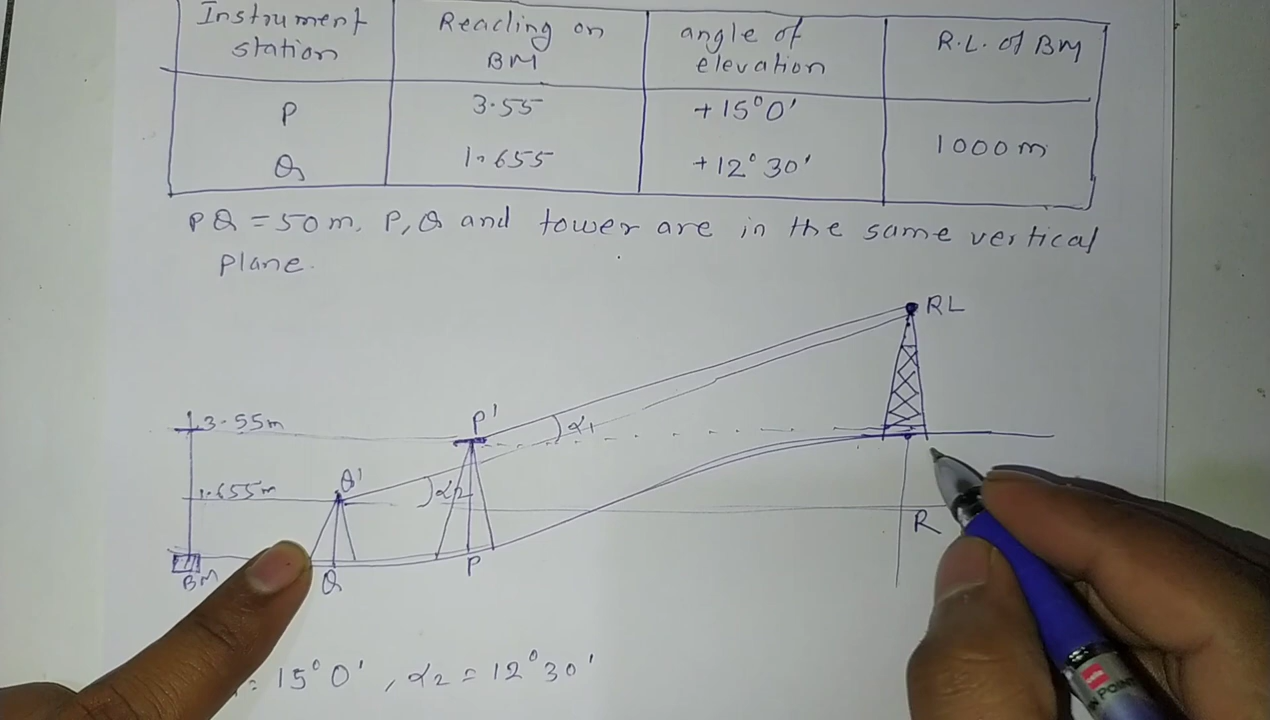 Instrument station | Reading on BM | angle of elevation | R.L. of BM
P | 3.55 | +15°0' | 1000m
Q | 1.655 | +12°30'
PQ = 50m, P, Q and tower are in the same vertical
plane.
RL
P'
3.55m
α1
Q'
1.655m
α2
R
BM
Q
P
= 15°0', α2 = 12°30'
POINT